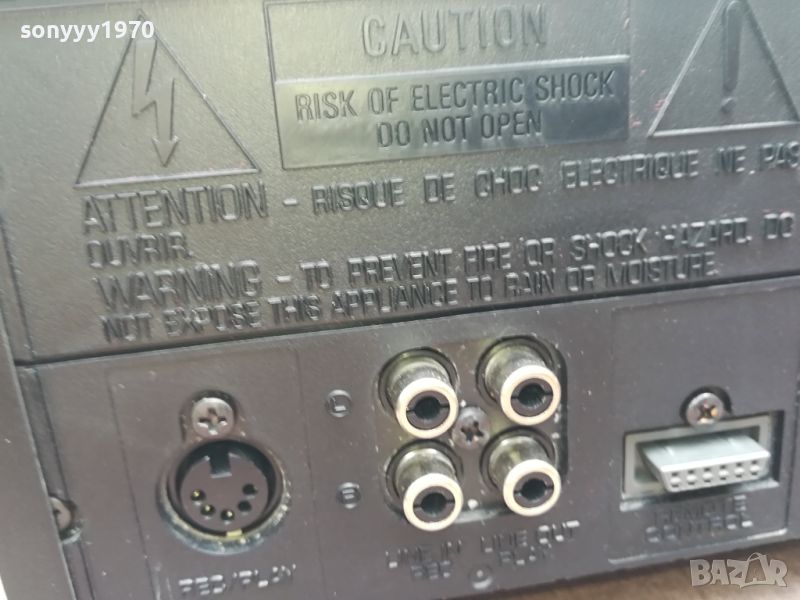 sonyyy1970
CAUTION
RISK OF ELECTRIC SHOCK
DO NOT OPEN
ATTENTION - RISQUE DE CHOC ELECTRIQUE NE PAS
OUVRIR.
WARNING - TO PREVENT FIRE OR SHOCK HAZARD, DO
NOT EXPOSE THIS APPLIANCE TO RAIN OR MOISTURE.
L
R
REC/PLAY
LINE IN
REC
LINE OUT
PLAY
REMOTE
CONTROL
BAZAR